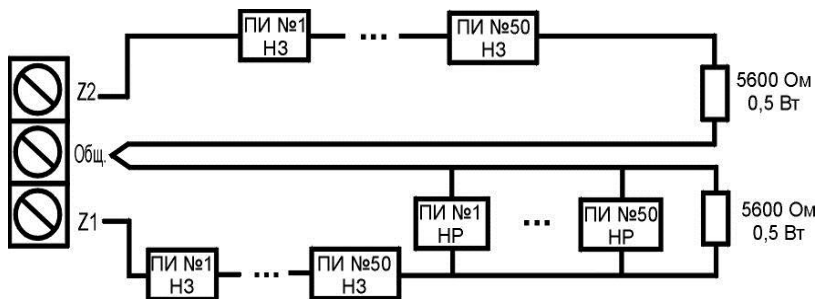 ПИ №1
НЗ
...
ПИ №50
НЗ
Z2
5600 Ом
0,5 Вт
Общ.
ПИ №1
НР
...
ПИ №50
НР
5600 Ом
0,5 Вт
Z1
ПИ №1
НЗ
...
ПИ №50
НЗ